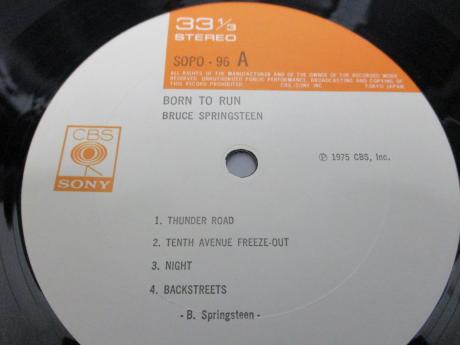 33 1/3
STEREO
SOPO-96 A
ALL RIGHTS OF THE MANUFACTURER AND OF THE OWNER OF THE RECORDED WORK
RESERVED. UNAUTHORIZED PUBLIC PERFORMANCE, BROADCASTING AND COPYING OF
THIS RECORD PROHIBITED CBS/SONY INC. TOKYO JAPAN.
BORN TO RUN
BRUCE SPRINGSTEEN
CBS
SONY
℗ 1975 CBS, Inc.
1. THUNDER ROAD
2. TENTH AVENUE FREEZE-OUT
3. NIGHT
4. BACKSTREETS
- B. Springsteen -